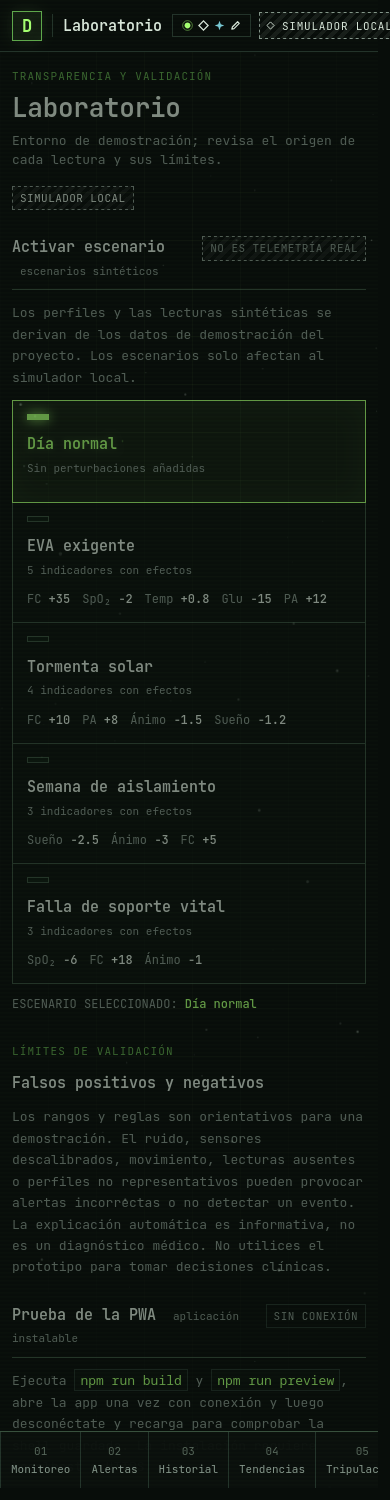 D Laboratorio SIMULADOR LOCAL
TRANSPARENCIA Y VALIDACIÓN
Laboratorio
Entorno de demostración; revisa el origen de
cada lectura y sus límites.
SIMULADOR LOCAL
Activar escenario NO ES TELEMETRÍA REAL
escenarios sintéticos
Los perfiles y las lecturas sintéticas se
derivan de los datos de demostración del
proyecto. Los escenarios solo afectan al
simulador local.
Día normal
Sin perturbaciones añadidas
EVA exigente
5 indicadores con efectos
FC +35 SpO₂ -2 Temp +0.8 Glu -15 PA +12
Tormenta solar
4 indicadores con efectos
FC +10 PA +8 Ánimo -1.5 Sueño -1.2
Semana de aislamiento
3 indicadores con efectos
Sueño -2.5 Ánimo -3 FC +5
Falla de soporte vital
3 indicadores con efectos
SpO₂ -6 FC +18 Ánimo -1
ESCENARIO SELECCIONADO: Día normal
LÍMITES DE VALIDACIÓN
Falsos positivos y negativos
Los rangos y reglas son orientativos para una
demostración. El ruido, sensores
descalibrados, movimiento, lecturas ausentes
o perfiles no representativos pueden provocar
alertas incorrectas o no detectar un evento.
La explicación automática es informativa, no
es un diagnóstico médico. No utilices el
prototipo para tomar decisiones clínicas.
Prueba de la PWA aplicación SIN CONEXIÓN
instalable
Ejecuta npm run build y npm run preview,
abre la app una vez con conexión y luego
desconéctate y recarga para comprobar la
01 02 03 04 05
Monitoreo Alertas Historial Tendencias Tripulac